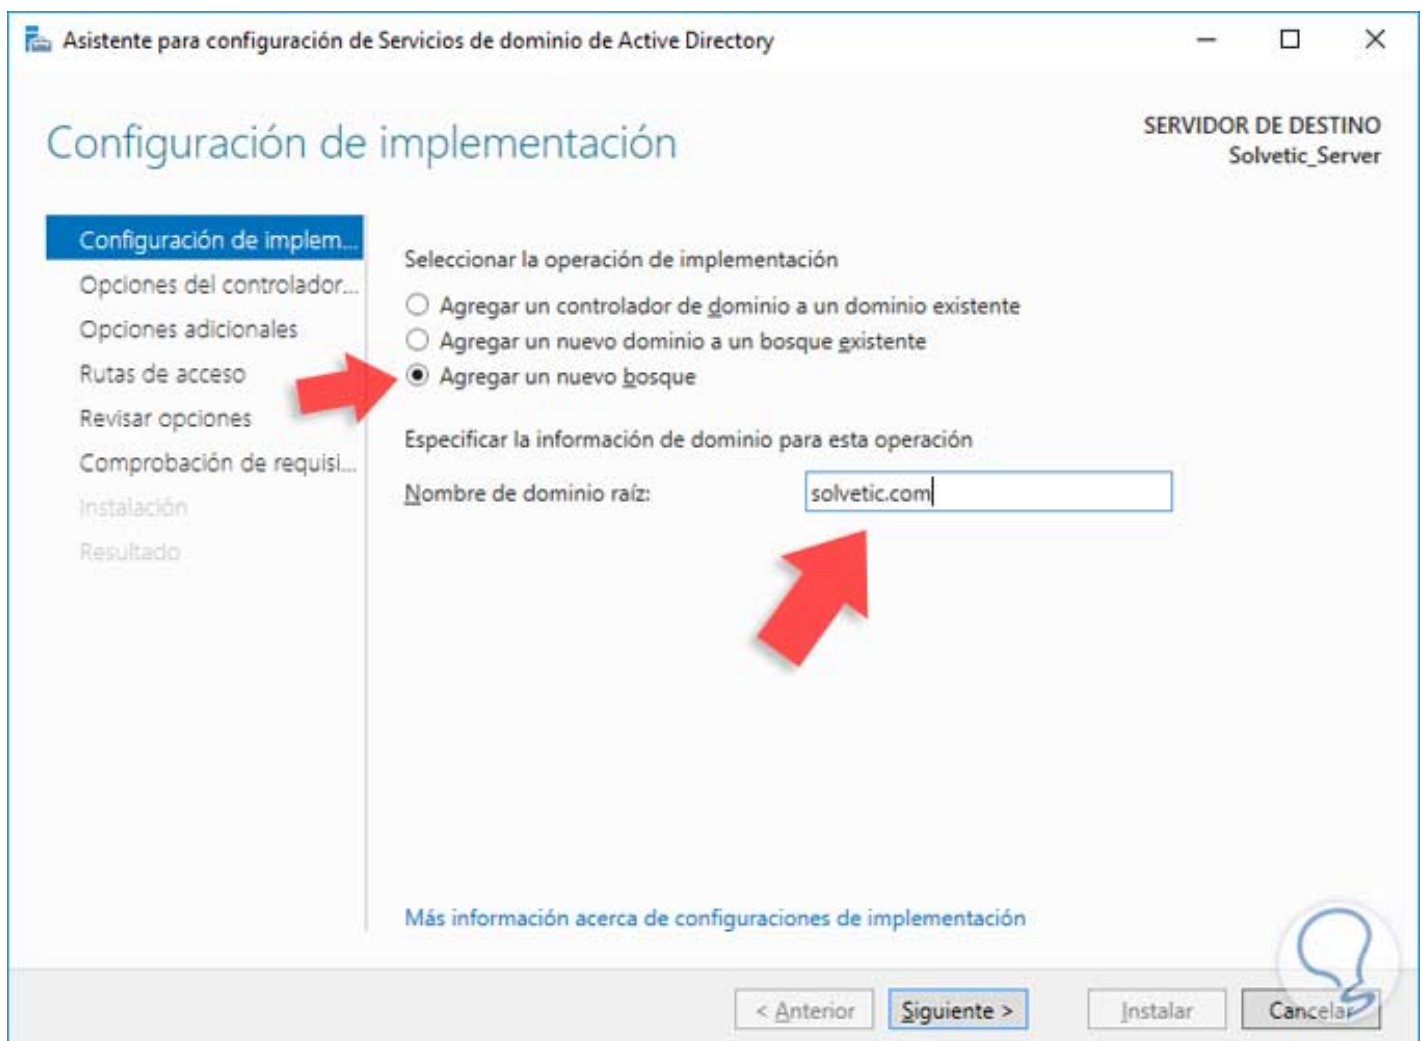 Asistente para configuración de Servicios de dominio de Active Directory
Configuración de implementación
SERVIDOR DE DESTINO
Solvetic_Server
Configuración de implem...
Opciones del controlador...
Opciones adicionales
Rutas de acceso
Revisar opciones
Comprobación de requisi...
Instalación
Resultado
Seleccionar la operación de implementación
Agregar un controlador de dominio a un dominio existente
Agregar un nuevo dominio a un bosque existente
Agregar un nuevo bosque
Especificar la información de dominio para esta operación
Nombre de dominio raíz:
solvetic.com
Más información acerca de configuraciones de implementación
< Anterior
Siguiente >
Instalar
Cancelar